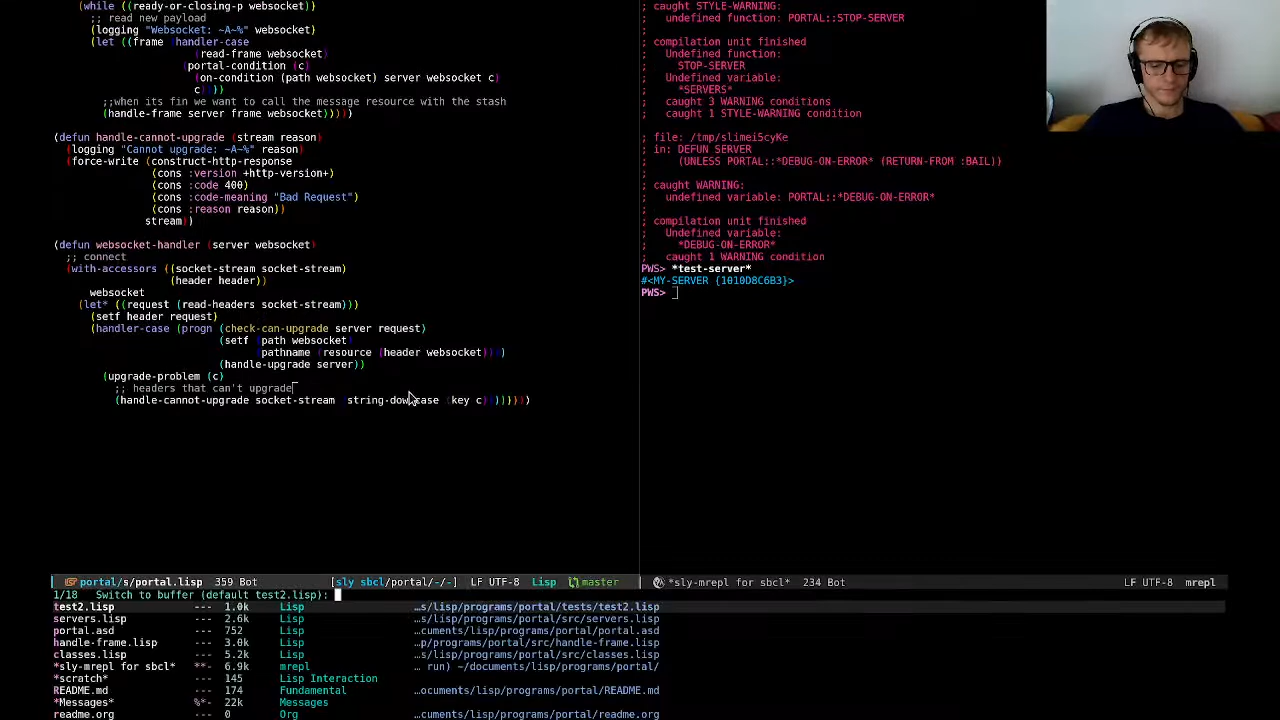 (while ((ready-or-closing-p websocket))
;; read new payload
(logging "Websocket: ~A~%" websocket)
(let ((frame (handler-case
(read-frame websocket)
(portal-condition (c)
(on-condition (path websocket) server websocket c)
c))))
;;when its fin we want to call the message resource with the stash
(handle-frame server frame websocket)))))
(defun handle-cannot-upgrade (stream reason)
(logging "Cannot upgrade: ~A~%" reason)
(force-write (construct-http-response
(cons :version +http-version+)
(cons :code 400)
(cons :code-meaning "Bad Request")
(cons :reason reason))
stream))
(defun websocket-handler (server websocket)
;; connect
(with-accessors ((socket-stream socket-stream)
(header header))
websocket
(let* ((request (read-headers socket-stream)))
(setf header request)
(handler-case (progn (check-can-upgrade server request)
(setf (path websocket)
(pathname (resource (header websocket))))
(handle-upgrade server))
(upgrade-problem (c)
;; headers that can't upgrade
(handle-cannot-upgrade socket-stream (string-downcase (key c))))))))
portal/s/portal.lisp 359 Bot [sly sbcl/portal/-/-] LF UTF-8 Lisp master
; caught STYLE-WARNING:
; undefined function: PORTAL::STOP-SERVER
;
; compilation unit finished
; Undefined function:
; STOP-SERVER
; Undefined variable:
; *SERVERS*
; caught 3 WARNING conditions
; caught 1 STYLE-WARNING condition
; file: /tmp/slimei5cyKe
; in: DEFUN SERVER
; (UNLESS PORTAL::*DEBUG-ON-ERROR* (RETURN-FROM :BAIL))
;
; caught WARNING:
; undefined variable: PORTAL::*DEBUG-ON-ERROR*
;
; compilation unit finished
; Undefined variable:
; *DEBUG-ON-ERROR*
; caught 1 WARNING condition
PWS> *test-server*
#<MY-SERVER {1010D8C6B3}>
PWS>
*sly-mrepl for sbcl* 234 Bot LF UTF-8 mrepl
1/18 Switch to buffer (default test2.lisp):
test2.lisp --- 1.0k Lisp …s/lisp/programs/portal/tests/test2.lisp
servers.lisp --- 2.6k Lisp …s/lisp/programs/portal/src/servers.lisp
portal.asd --- 752 Lisp …cuments/lisp/programs/portal/portal.asd
handle-frame.lisp --- 3.0k Lisp …p/programs/portal/src/handle-frame.lisp
classes.lisp --- 5.2k Lisp …s/lisp/programs/portal/src/classes.lisp
*sly-mrepl for sbcl* **- 6.9k mrepl (… run) ~/documents/lisp/programs/portal/
*scratch* --- 145 Lisp Interaction
README.md --- 174 Fundamental …ocuments/lisp/programs/portal/README.md
*Messages* %*- 22k Messages
readme.org --- 0 Org …cuments/lisp/programs/portal/readme.org